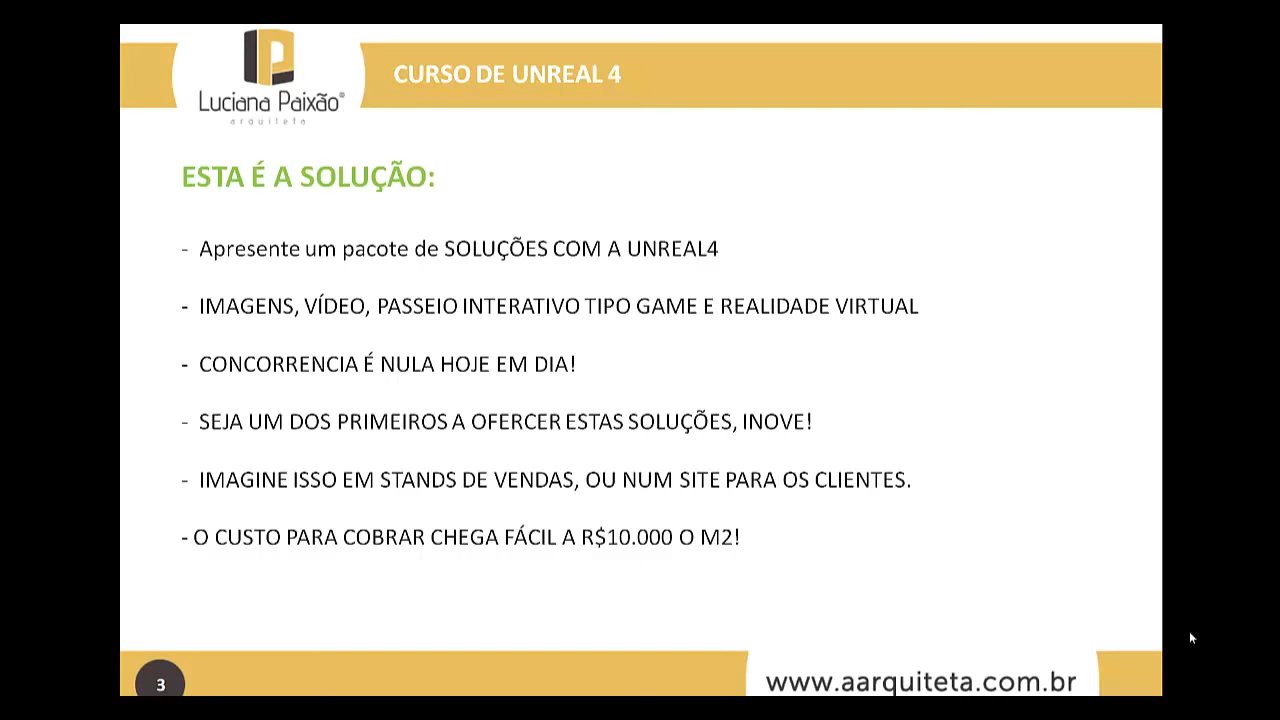 Luciana Paixão®
arquiteta
CURSO DE UNREAL 4
ESTA É A SOLUÇÃO:
- Apresente um pacote de SOLUÇÕES COM A UNREAL4
- IMAGENS, VÍDEO, PASSEIO INTERATIVO TIPO GAME E REALIDADE VIRTUAL
- CONCORRENCIA É NULA HOJE EM DIA!
- SEJA UM DOS PRIMEIROS A OFERCER ESTAS SOLUÇÕES, INOVE!
- IMAGINE ISSO EM STANDS DE VENDAS, OU NUM SITE PARA OS CLIENTES.
- O CUSTO PARA COBRAR CHEGA FÁCIL A R$10.000 O M2!
3
www.aarquiteta.com.br